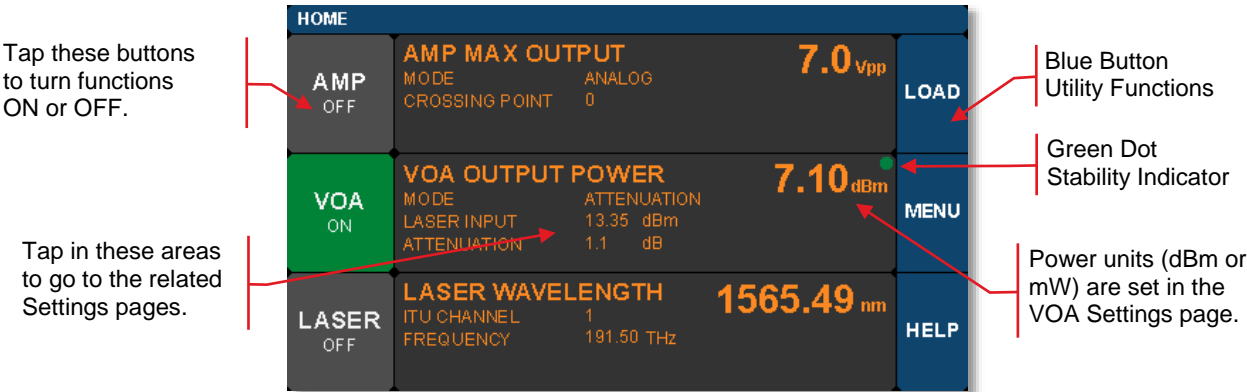 HOME
Tap these buttons
to turn functions
ON or OFF.
AMP
OFF
AMP MAX OUTPUT 7.0 Vpp
MODE ANALOG
CROSSING POINT 0
LOAD
Blue Button
Utility Functions
Green Dot
Stability Indicator
VOA
ON
VOA OUTPUT POWER 7.10 dBm
MODE ATTENUATION
LASER INPUT 13.35 dBm
ATTENUATION 1.1 dB
MENU
Tap in these areas
to go to the related
Settings pages.
Power units (dBm or
mW) are set in the
VOA Settings page.
LASER
OFF
LASER WAVELENGTH 1565.49 nm
ITU CHANNEL 1
FREQUENCY 191.50 THz
HELP